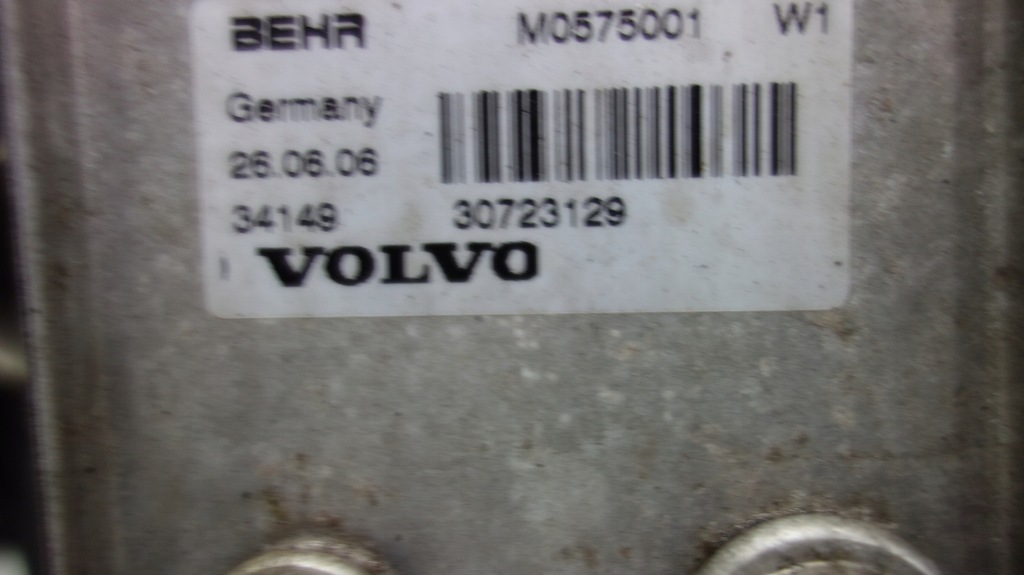 BEHR M0575001 W1
Germany
26.06.06
34149 30723129
VOLVO